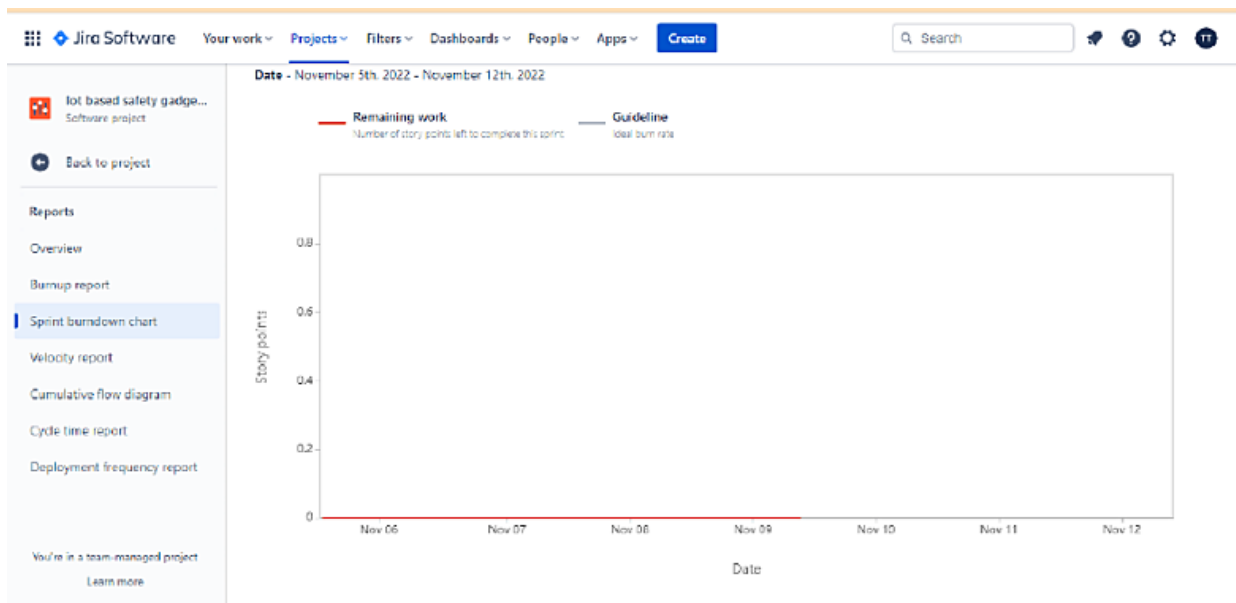 Jira Software Your work Projects Filters Dashboards People Apps Create Search TT
Date - November 5th, 2022 - November 12th, 2022
Iot based safety gadge...
Software project
Back to project
Reports
Overview
Burnup report
Sprint burndown chart
Velocity report
Cumulative flow diagram
Cycle time report
Deployment frequency report
You're in a team-managed project
Learn more
Remaining work
Number of story points left to complete this sprint
Guideline
Ideal burn rate
Story points
0.8
0.6
0.4
0.2
0
Nov 06 Nov 07 Nov 08 Nov 09 Nov 10 Nov 11 Nov 12
Date